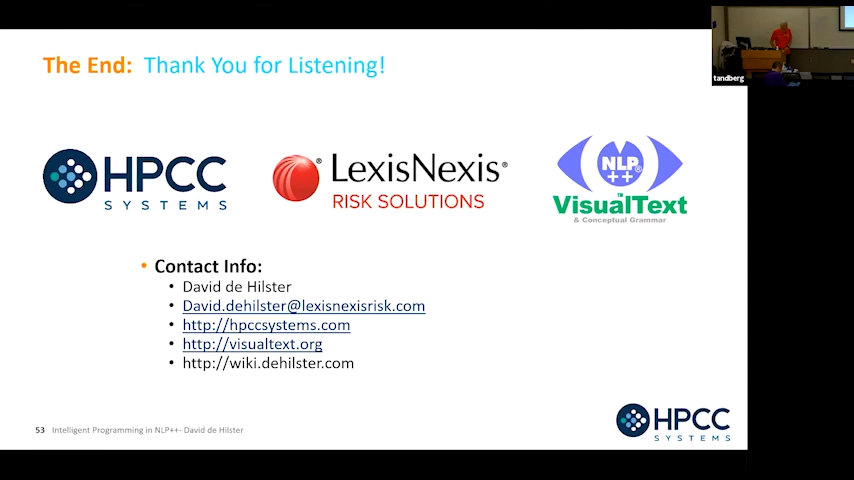 tandberg
The End: Thank You for Listening!
HPCC
SYSTEMS
LexisNexis®
RISK SOLUTIONS
NLP®
++
VisualText™
& Conceptual Grammar
• Contact Info:
• David de Hilster
• David.dehilster@lexisnexisrisk.com
• http://hpccsystems.com
• http://visualtext.org
• http://wiki.dehilster.com
53 Intelligent Programming in NLP++- David de Hilster
HPCC
SYSTEMS